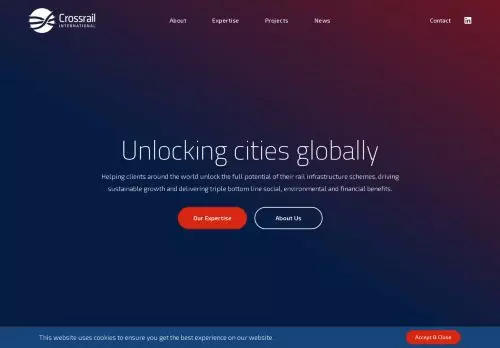 Crossrail
INTERNATIONAL
About Expertise Projects News Contact
Unlocking cities globally
Helping clients around the world unlock the full potential of their rail infrastructure schemes, driving
sustainable growth and delivering triple bottom line social, environmental and financial benefits.
Our Expertise About Us
This website uses cookies to ensure you get the best experience on our website. Accept & Close